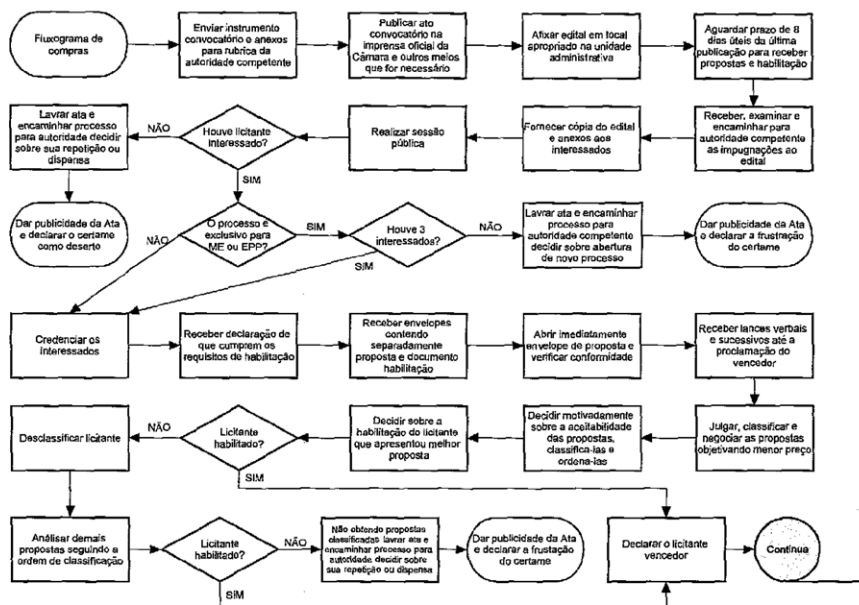 Fluxograma de
compras
Enviar instrumento
convocatório e anexos
para rubrica da
autoridade competente
Publicar ato
convocatório na
imprensa oficial da
Câmara e outros meios
que for necessário
Afixar edital em local
apropriado na unidade
administrativa
Aguardar prazo de 8
dias úteis da última
publicação para receber
propostas e habilitação
Lavrar ata e
encaminhar processo
para autoridade decidir
sobre sua repetição ou
dispensa
NÃO
Houve licitante
interessado?
Realizar sessão
pública
Fornecer cópia do edital
e anexos aos
interessados
Receber, examinar e
encaminhar para
autoridade competente
as impugnações ao
edital
SIM
Dar publicidade da Ata
e declarar o certame
como deserto
NÃO
O processo e
exclusivo para
ME ou EPP?
SIM
Houve 3
interessados?
NÃO
SIM
Lavrar ata e encaminhar
processo para
autoridade competente
decidir sobre abertura
de novo processo
Dar publicidade da Ata
e declarar a frustração
do certame
Credenciar os
interessados
Receber declaração de
que cumprem os
requisitos de habilitação
Receber envelopes
contendo
separadamente
proposta e documento
habilitação
Abrir imediatamente
envelope de proposta e
verificar conformidade
Receber lances verbais
e sucessivos até a
proclamação do
vencedor
Desclassificar licitante
NÃO
Licitante
habilitado?
Decidir sobre a
habilitação do licitante
que apresentou melhor
proposta
Decidir motivadamente
sobre a aceitabilidade
das propostas,
classifica-las e
ordena-las
Julgar, classificar e
negociar as propostas
objetivando menor preço
SIM
Análisar demais
propostas seguindo a
ordem de classificação
Licitante
habilitado?
NÃO
Não obtendo propostas
classificadas lavrar ata e
encaminhar processo para
autoridade decidir sobre
sua repetição ou dispensa
Dar publicidade da Ata
e declarar a frustação
do certame
Declarar o licitante
vencedor
Continua
SIM